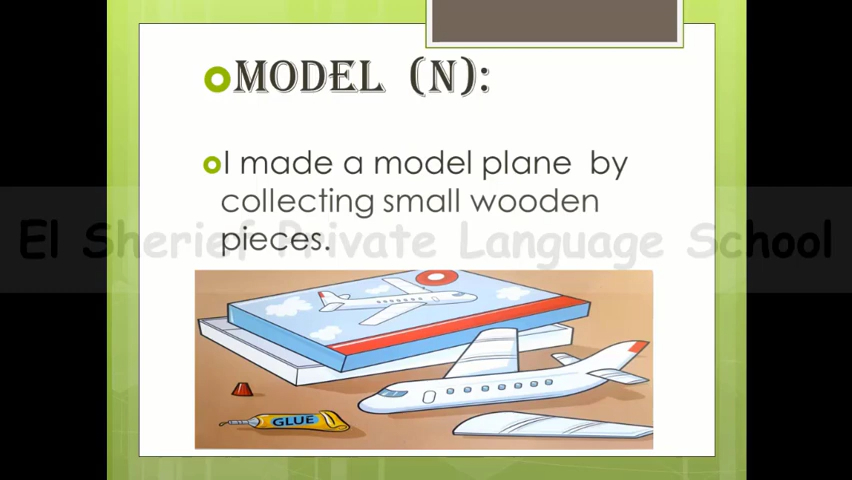 MODEL (N):
I made a model plane by
collecting small wooden
pieces.
El Sherief Private Language School
GLUE